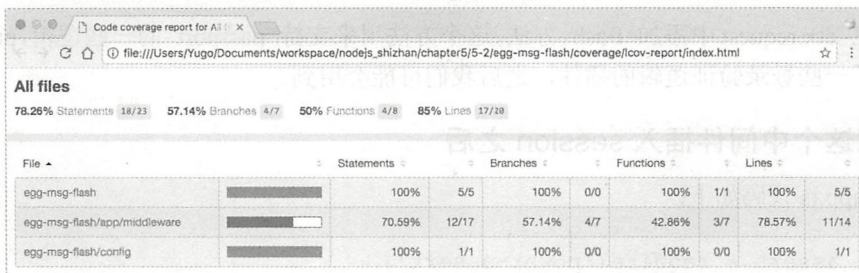 Code coverage report for All
file:///Users/Yugo/Documents/workspace/nodejs_shizhan/chapter5/5-2/egg-msg-flash/coverage/lcov-report/index.html
All files
78.26% Statements 18/23 57.14% Branches 4/7 50% Functions 4/8 85% Lines 17/20
File Statements Branches Functions Lines
egg-msg-flash 100% 5/5 100% 0/0 100% 1/1 100% 5/5
egg-msg-flash/app/middleware 70.59% 12/17 57.14% 4/7 42.86% 3/7 78.57% 11/14
egg-msg-flash/config 100% 1/1 100% 0/0 100% 0/0 100% 1/1